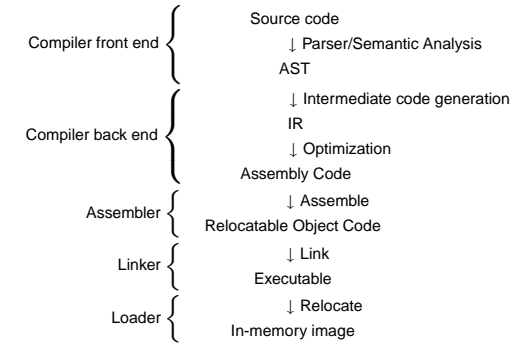 Source code
Compiler front end
↓ Parser/Semantic Analysis
AST
↓ Intermediate code generation
IR
Compiler back end
↓ Optimization
Assembly Code
↓ Assemble
Assembler
Relocatable Object Code
↓ Link
Linker
Executable
↓ Relocate
Loader
In-memory image